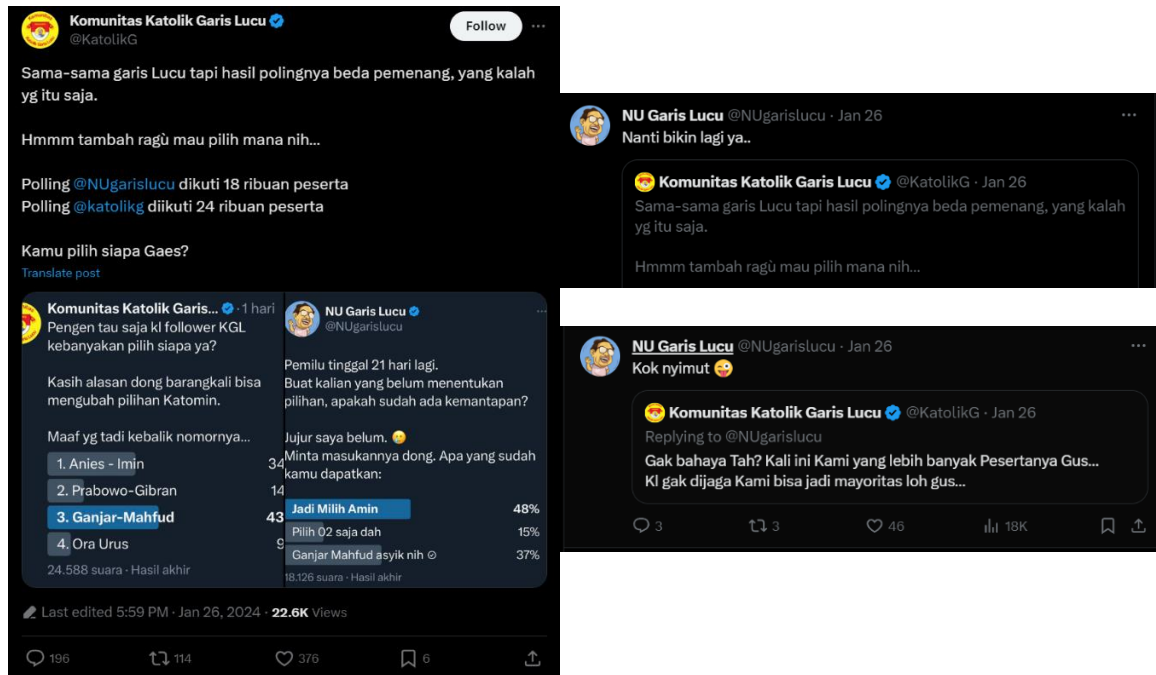 Komunitas Katolik Garis Lucu
@KatolikG
Follow
Sama-sama garis Lucu tapi hasil polingnya beda pemenang, yang kalah
yg itu saja.
Hmmm tambah ragù mau pilih mana nih...
Polling @NUgarislucu dikuti 18 ribuan peserta
Polling @katolikg diikuti 24 ribuan peserta
Kamu pilih siapa Gaes?
Translate post
Komunitas Katolik Garis... · 1 hari
Pengen tau saja kl follower KGL
kebanyakan pilih siapa ya?
Kasih alasan dong barangkali bisa
mengubah pilihan Katomin.
Maaf yg tadi kebalik nomornya...
1. Anies - Imin 34
2. Prabowo-Gibran 14
3. Ganjar-Mahfud 43
4. Ora Urus 9
24.588 suara · Hasil akhir
NU Garis Lucu
@NUgarislucu
Pemilu tinggal 21 hari lagi.
Buat kalian yang belum menentukan
pilihan, apakah sudah ada kemantapan?
Jujur saya belum. 😀
Minta masukannya dong. Apa yang sudah
kamu dapatkan:
Jadi Milih Amin 48%
Pilih 02 saja dah 15%
Ganjar Mahfud asyik nih 37%
18.126 suara · Hasil akhir
Last edited 5:59 PM · Jan 26, 2024 · 22.6K Views
196 114 376 6
NU Garis Lucu @NUgarislucu · Jan 26
Nanti bikin lagi ya..
Komunitas Katolik Garis Lucu @KatolikG · Jan 26
Sama-sama garis Lucu tapi hasil polingnya beda pemenang, yang kalah
yg itu saja.
Hmmm tambah ragù mau pilih mana nih...
NU Garis Lucu @NUgarislucu · Jan 26
Kok nyimut 😜
Komunitas Katolik Garis Lucu @KatolikG · Jan 26
Replying to @NUgarislucu
Gak bahaya Tah? Kali ini Kami yang lebih banyak Pesertanya Gus...
Kl gak dijaga Kami bisa jadi mayoritas loh gus...
3 3 46 18K